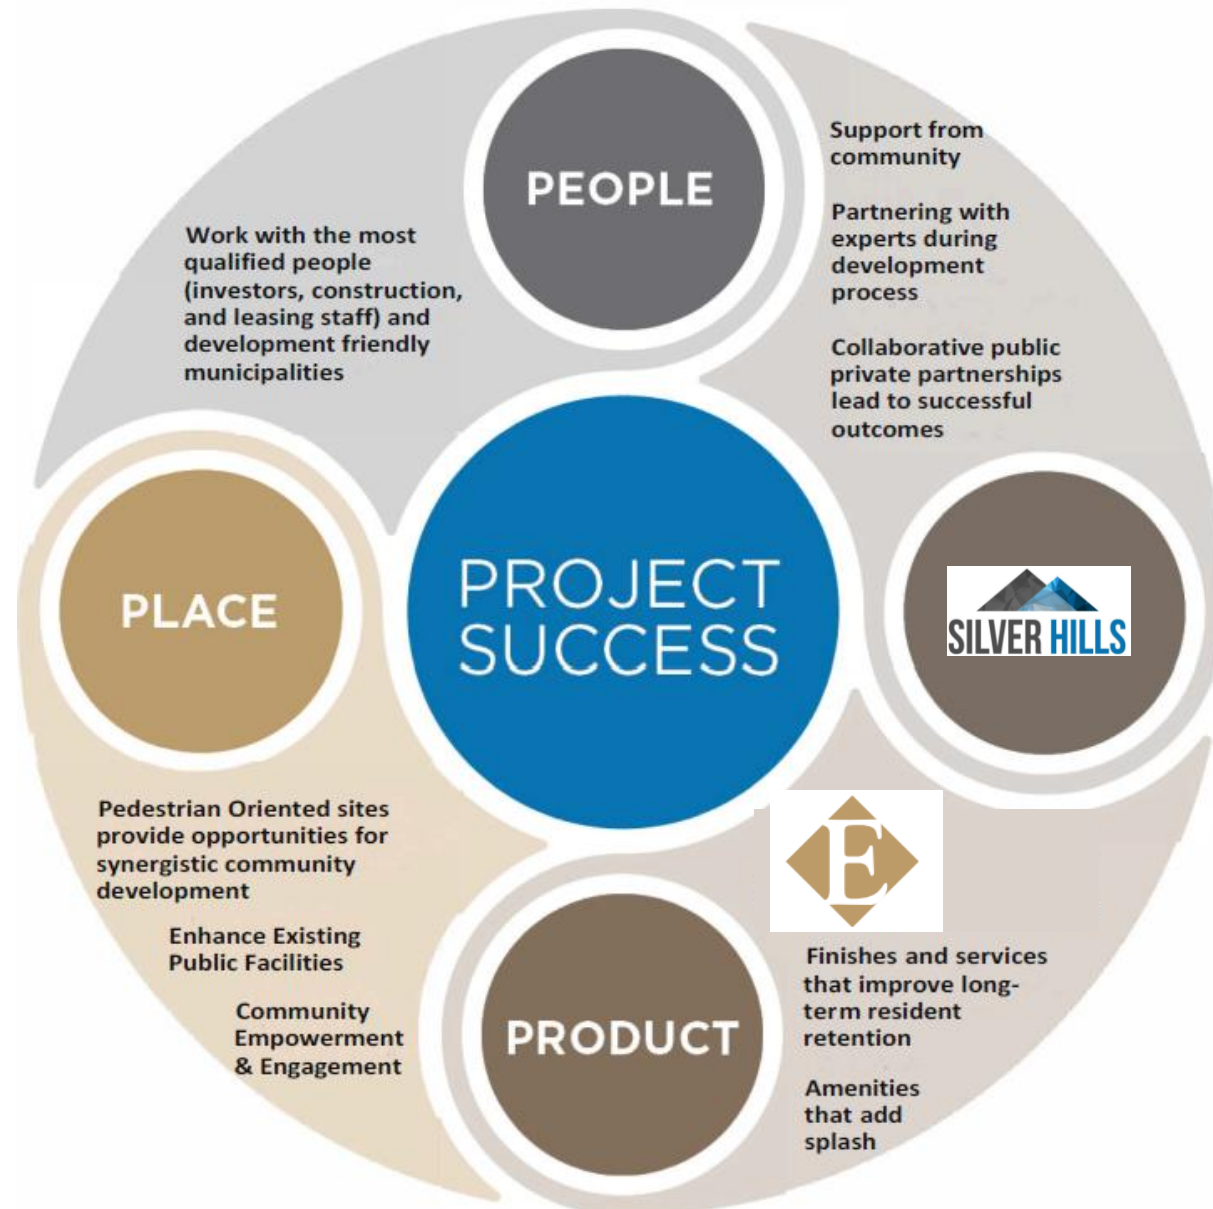 PEOPLE
Support from
community
Partnering with
experts during
development
process
Collaborative public
private partnerships
lead to successful
outcomes
Work with the most
qualified people
(investors, construction,
and leasing staff) and
development friendly
municipalities
PLACE
PROJECT
SUCCESS
SILVER HILLS
Pedestrian Oriented sites
provide opportunities for
synergistic community
development
Enhance Existing
Public Facilities
Community
Empowerment
& Engagement
PRODUCT
E
Finishes and services
that improve long-
term resident
retention
Amenities
that add
splash